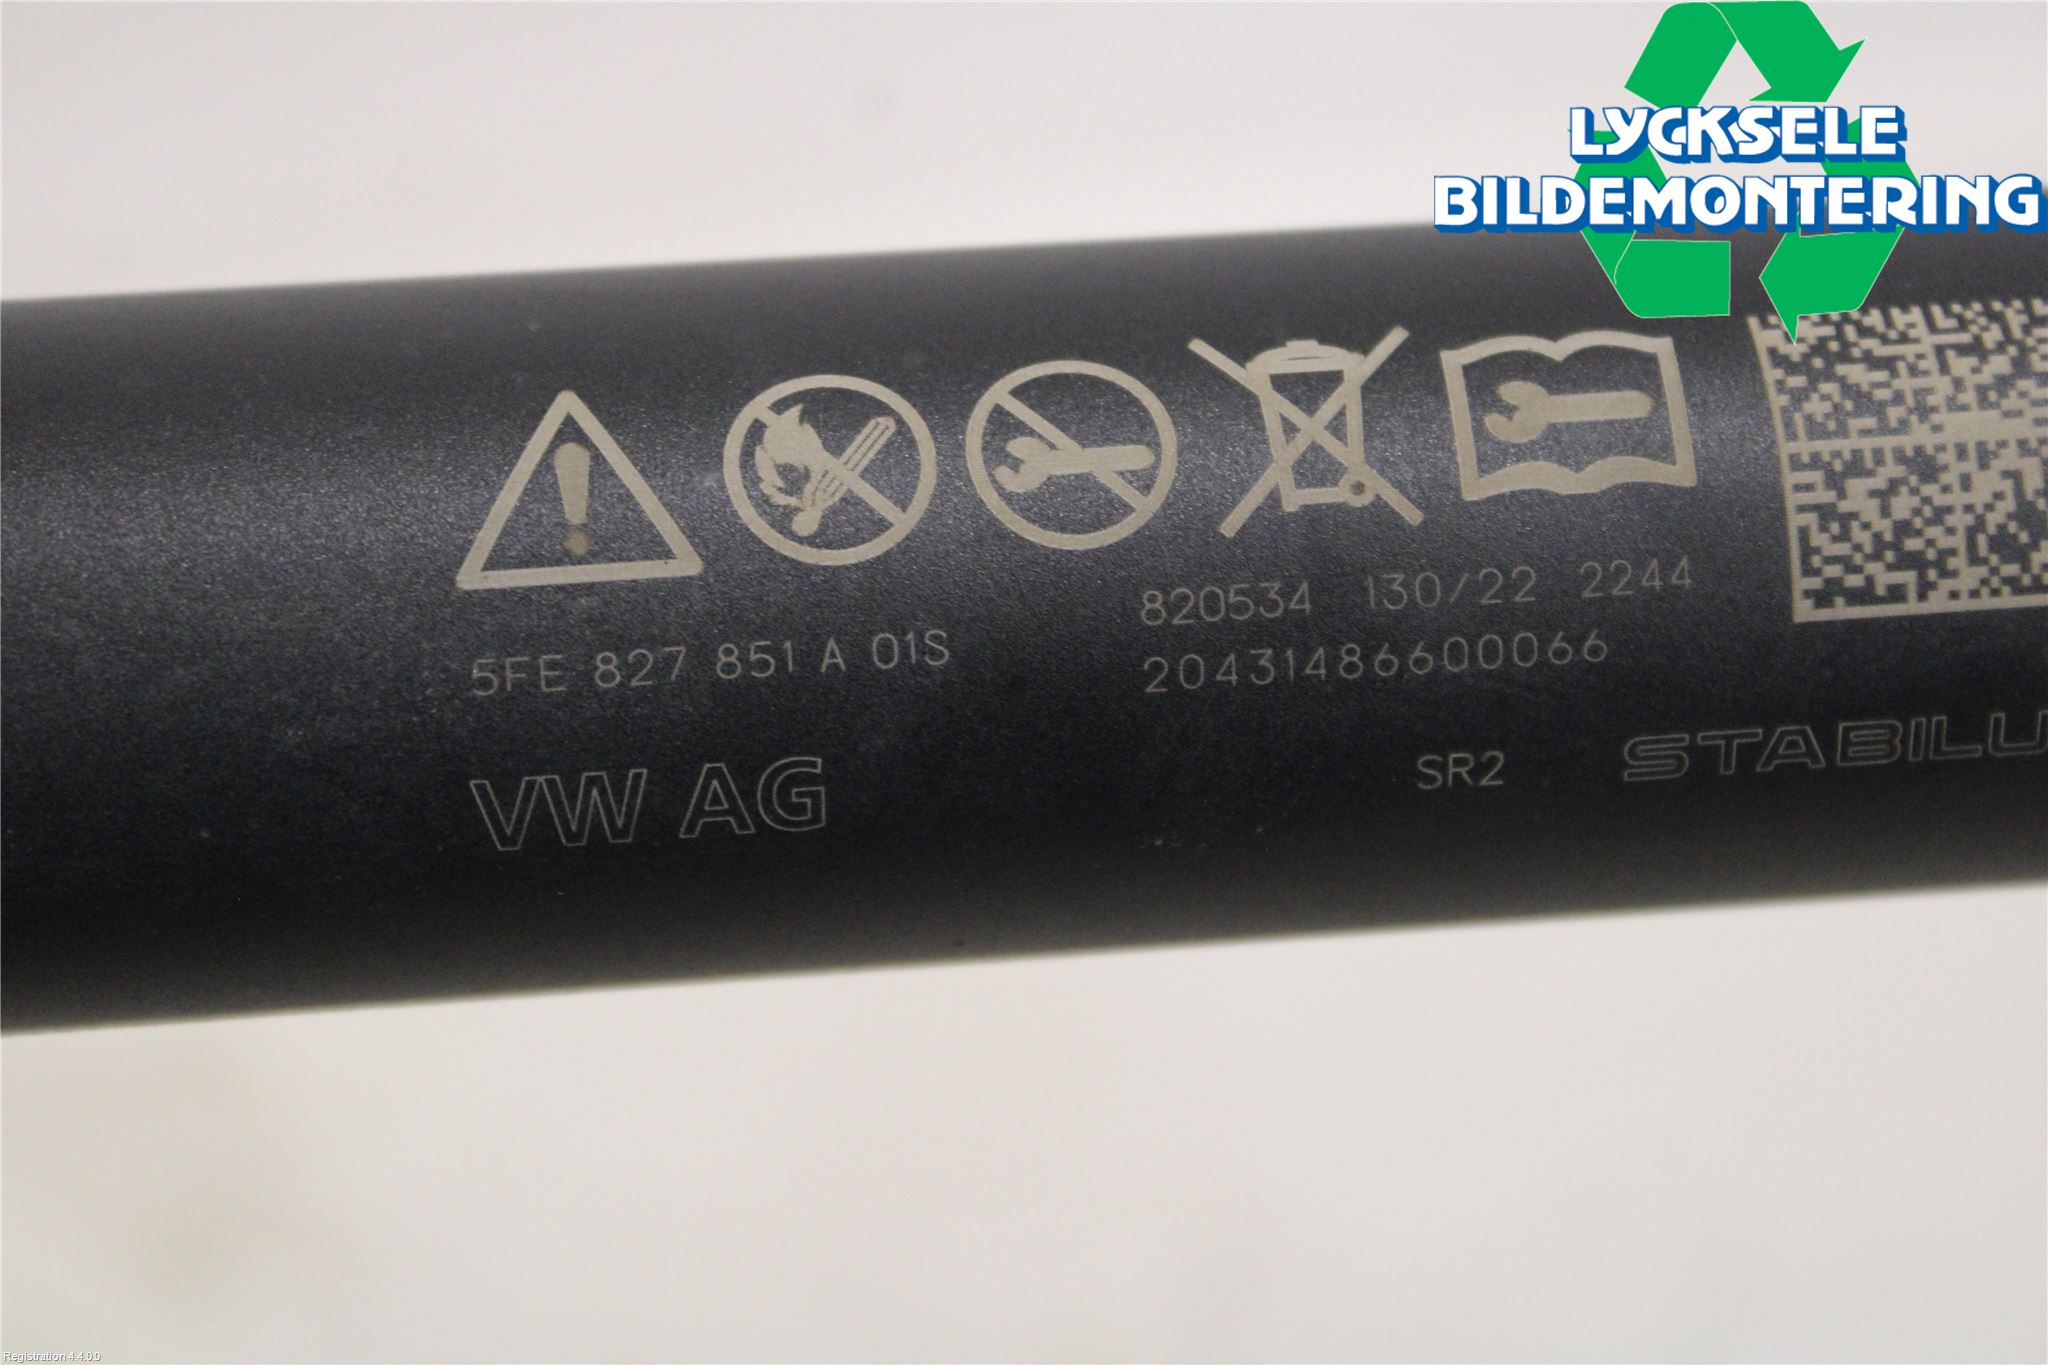 LYCKSELE
BILDEMONTERING
5FE 827 851 A 01S
820534 130/22 2244
20431486600066
VW AG
SR2
STABILU
Registration 4.4.0.0